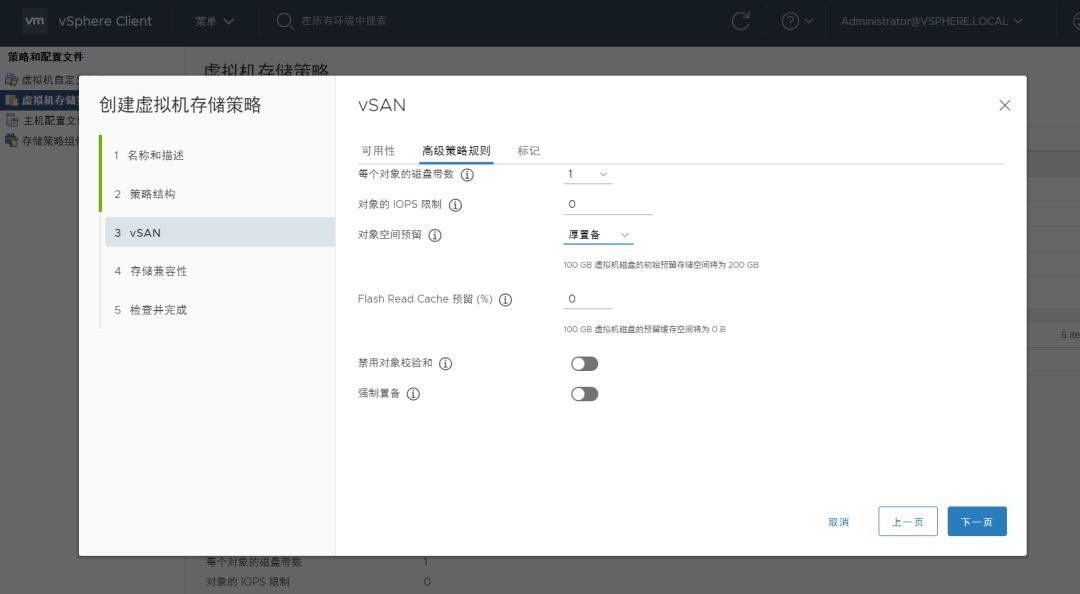 vm vSphere Client 菜单 在所有环境中搜索 Administrator@VSPHERE.LOCAL
策略和配置文件
虚拟机存储策略
虚拟机自定义
虚拟机存储
主机配置文
存储策略组
创建虚拟机存储策略
1 名称和描述
2 策略结构
3 vSAN
4 存储兼容性
5 检查并完成
vSAN
可用性 高级策略规则 标记
每个对象的磁盘带数 1
对象的 IOPS 限制 0
对象空间预留 厚置备
100 GB 虚拟机磁盘的初始预留存储空间将为 200 GB
Flash Read Cache 预留 (%) 0
100 GB 虚拟机磁盘的预留缓存空间将为 0 B
禁用对象校验和
强制置备
取消 上一页 下一页
5 ite
每个对象的磁盘带数 1
对象的 IOPS 限制 0